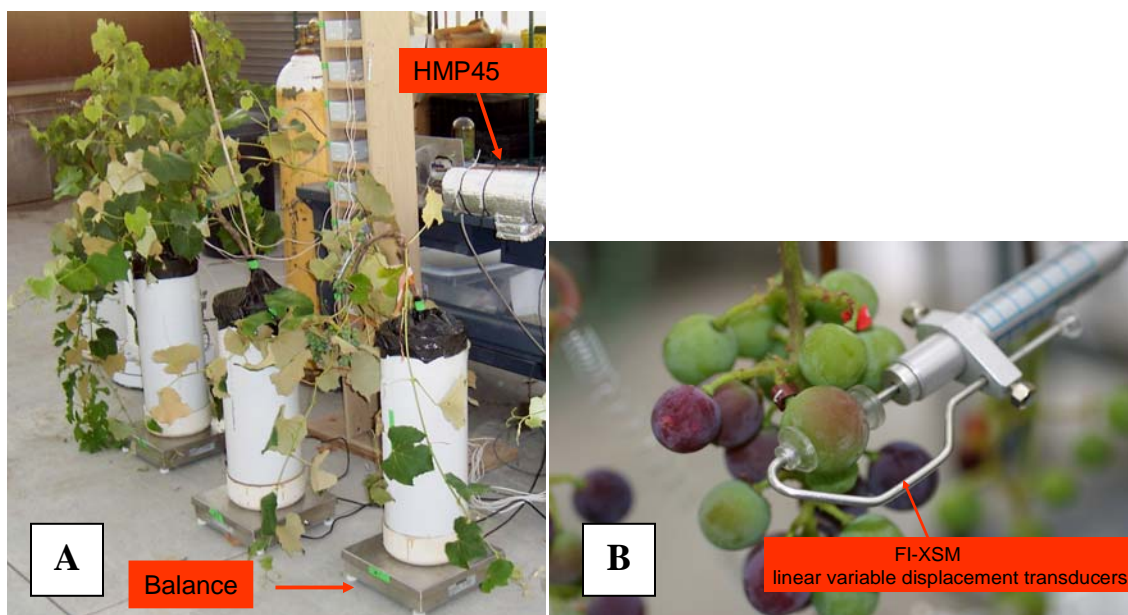 HMP45
A
Balance
B
FI-XSM
linear variable displacement transducers